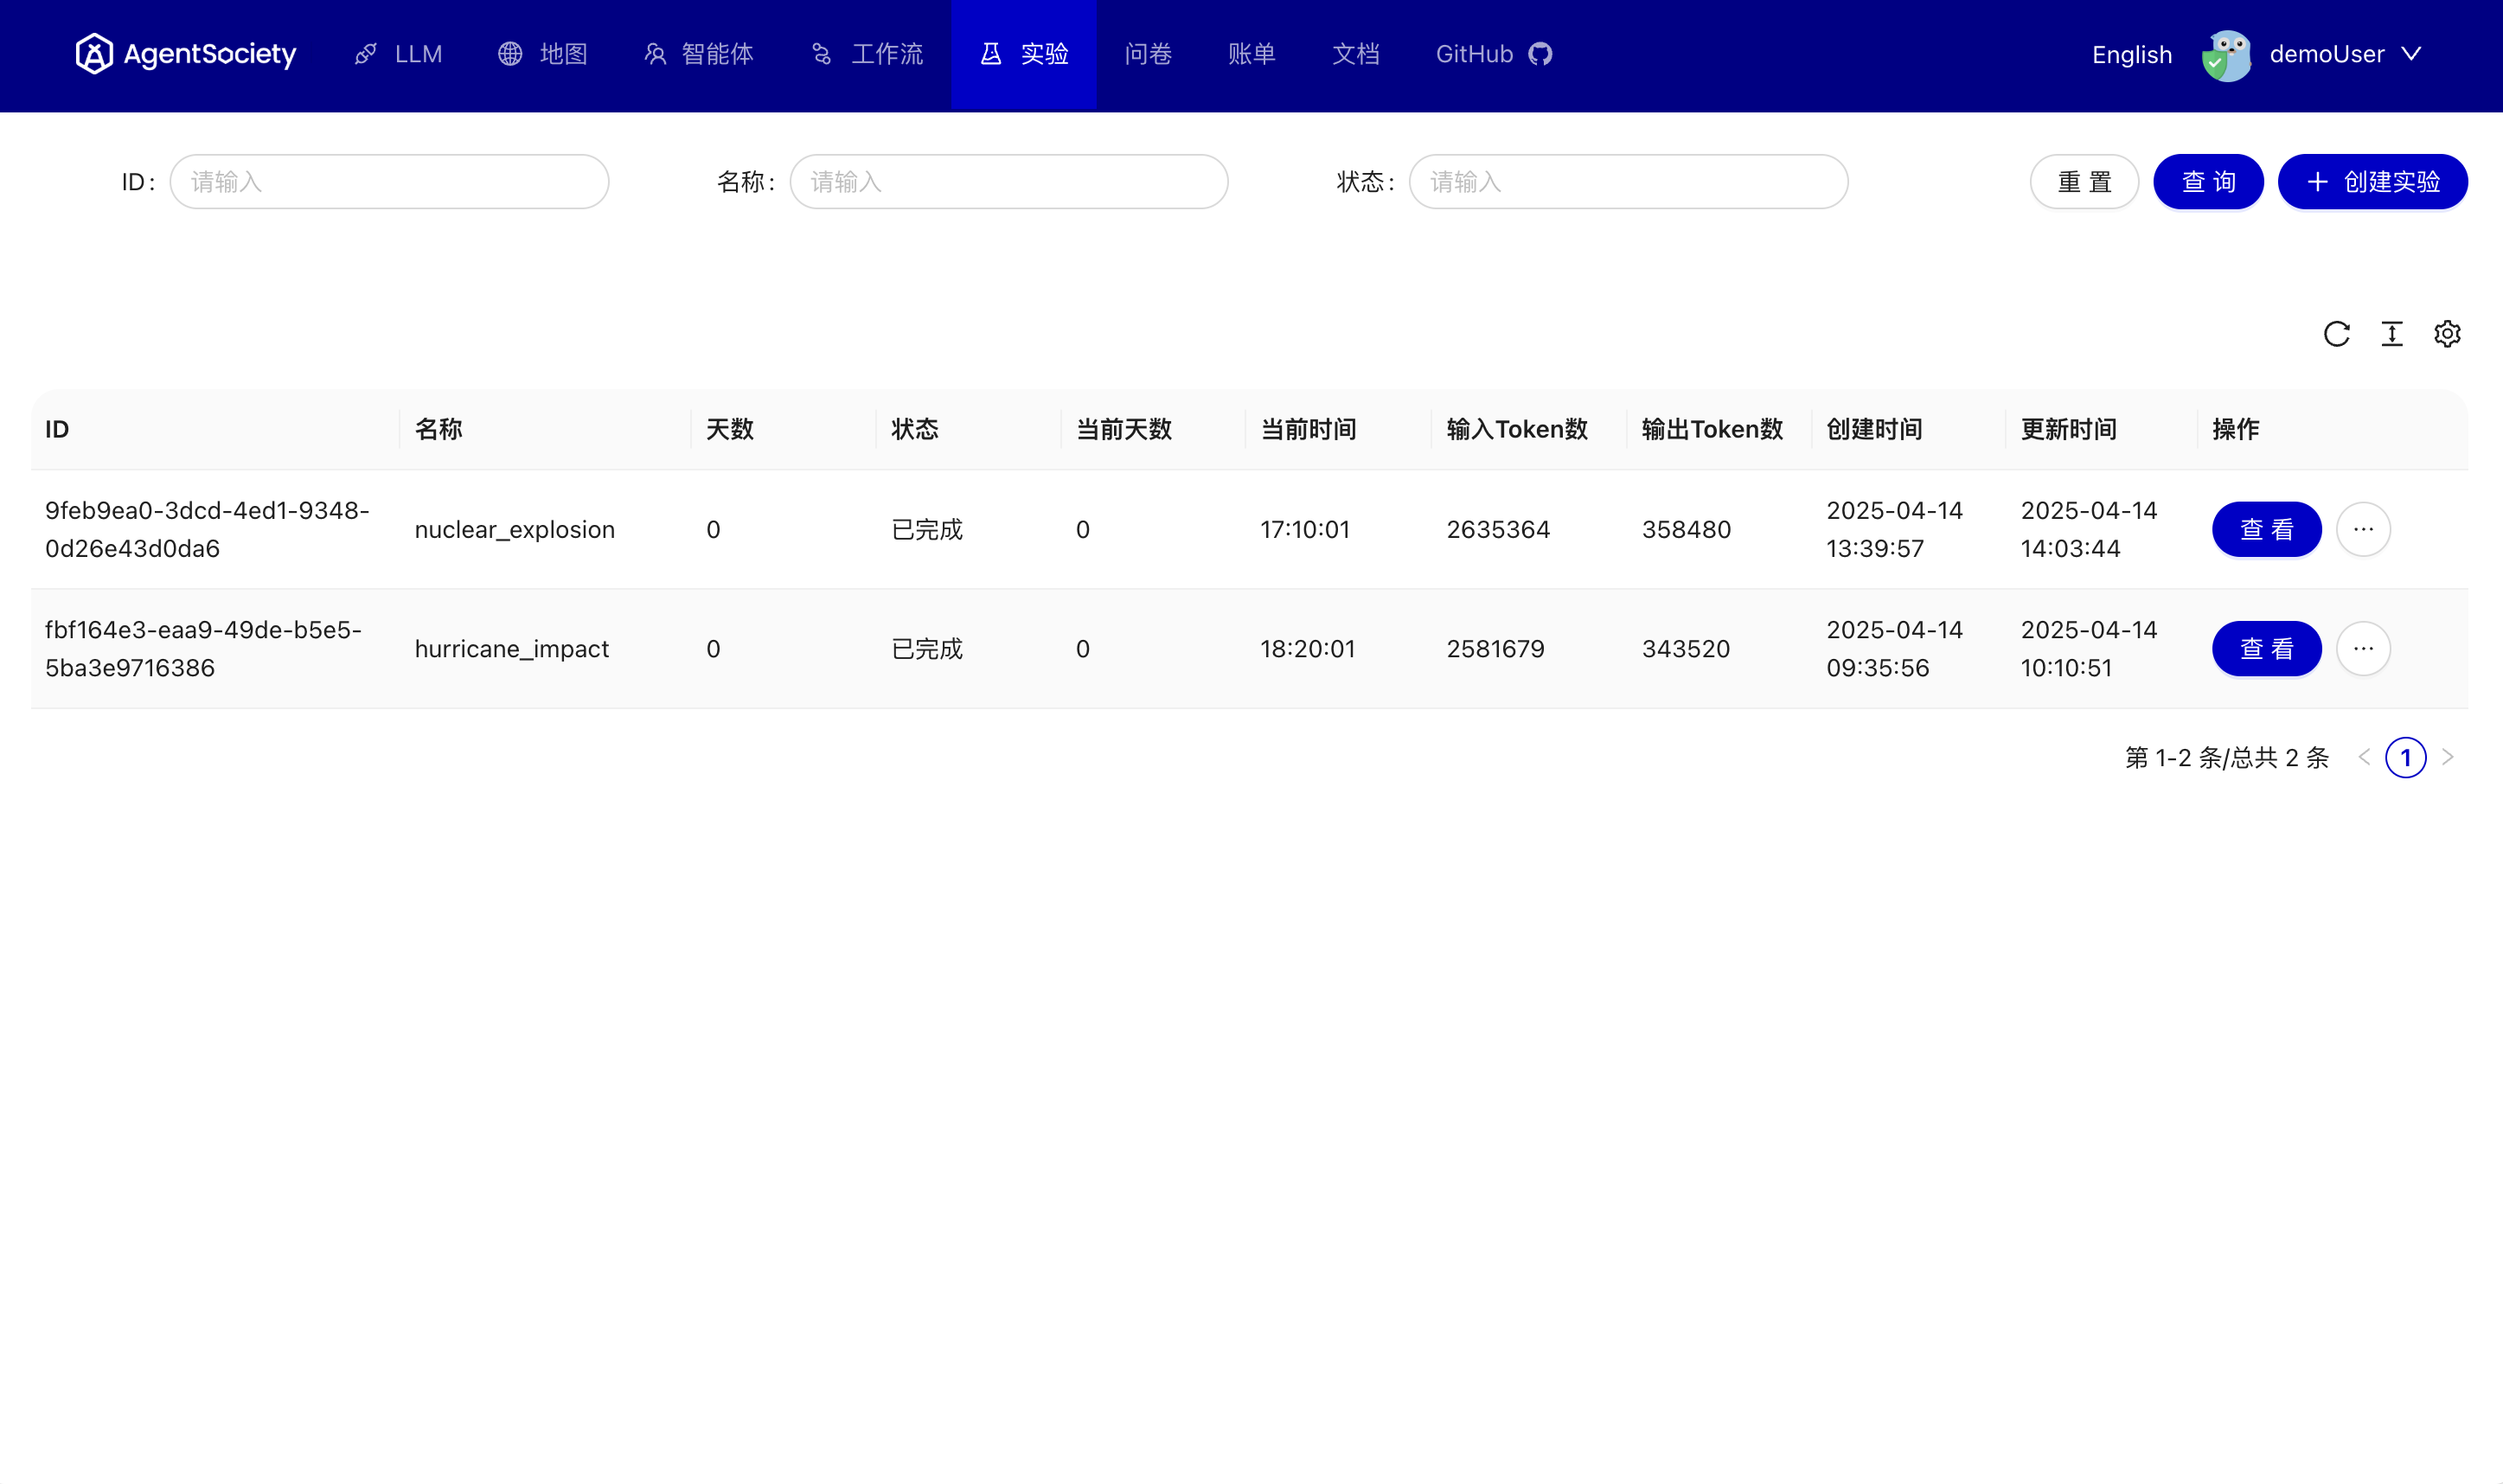 AgentSociety LLM 地图 智能体 工作流 实验 问卷 账单 文档 GitHub English demoUser
ID : 请输入 名称 : 请输入 状态 : 请输入 重 置 查 询 + 创建实验
ID 名称 天数 状态 当前天数 当前时间 输入Token数 输出Token数 创建时间 更新时间 操作
9feb9ea0-3dcd-4ed1-9348-0d26e43d0da6 nuclear_explosion 0 已完成 0 17:10:01 2635364 358480 2025-04-14 13:39:57 2025-04-14 14:03:44 查 看 ···
fbf164e3-eaa9-49de-b5e5-5ba3e9716386 hurricane_impact 0 已完成 0 18:20:01 2581679 343520 2025-04-14 09:35:56 2025-04-14 10:10:51 查 看 ···
第 1-2 条/总共 2 条 < 1 >